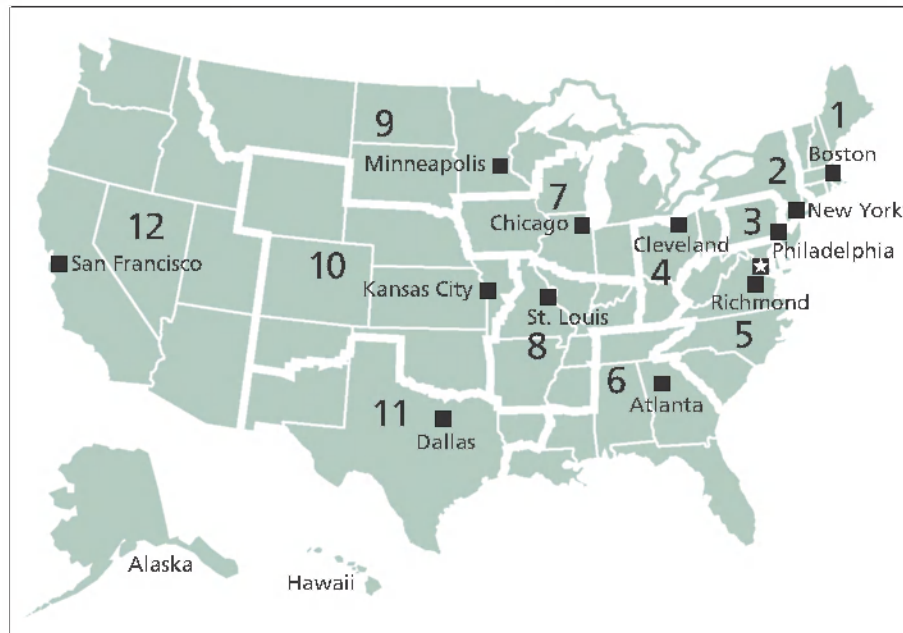 1
9
Boston
Minneapolis
2
7
New York
12
Chicago
3
Cleveland
Philadelphia
San Francisco
10
4
Kansas City
Richmond
St. Louis
5
8
6
11
Atlanta
Dallas
Alaska
Hawaii